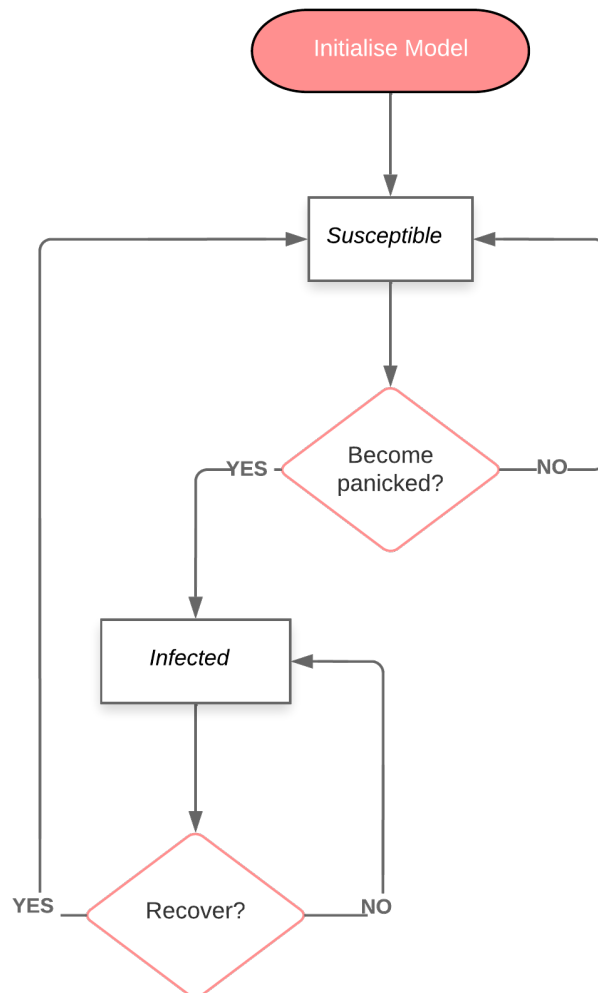 Initialise Model
Susceptible
Become
panicked?
YES
NO
Infected
Recover?
YES
NO